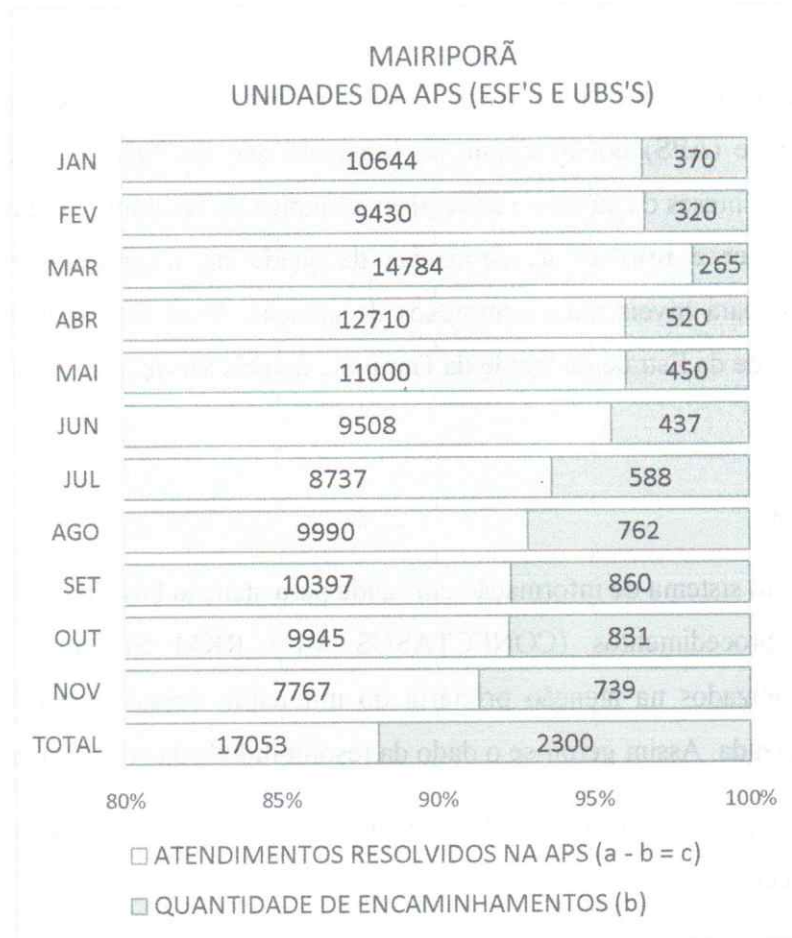 MAIRIPORÃ
UNIDADES DA APS (ESF'S E UBS'S)
JAN 10644 370
FEV 9430 320
MAR 14784 265
ABR 12710 520
MAI 11000 450
JUN 9508 437
JUL 8737 588
AGO 9990 762
SET 10397 860
OUT 9945 831
NOV 7767 739
TOTAL 17053 2300
80% 85% 90% 95% 100%
ATENDIMENTOS RESOLVIDOS NA APS (a - b = c)
QUANTIDADE DE ENCAMINHAMENTOS (b)